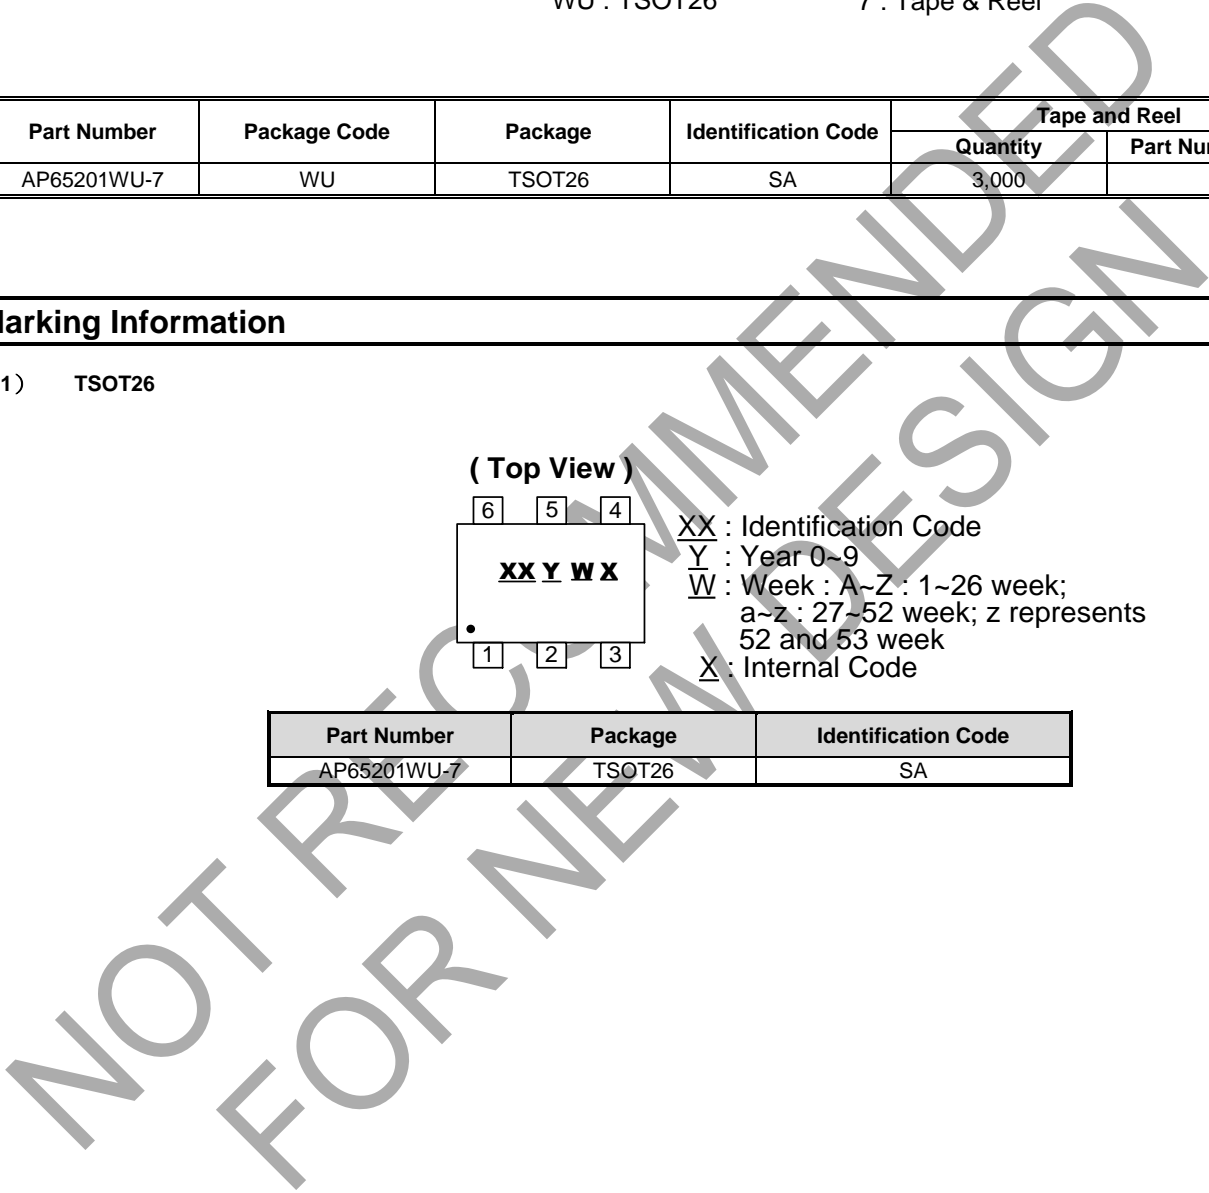 WU : TSOT26 7 : Tape & Reel
Part Number Package Code Package Identification Code Tape and Reel
Quantity Part Nu
AP65201WU-7 WU TSOT26 SA 3,000
arking Information
1） TSOT26
( Top View )
6 5 4
XX Y W X
1 2 3
XX : Identification Code
Y : Year 0~9
W : Week : A~Z : 1~26 week;
a~z : 27~52 week; z represents
52 and 53 week
X : Internal Code
Part Number Package Identification Code
AP65201WU-7 TSOT26 SA
NOT RECOMMENDED
FOR NEW DESIGN